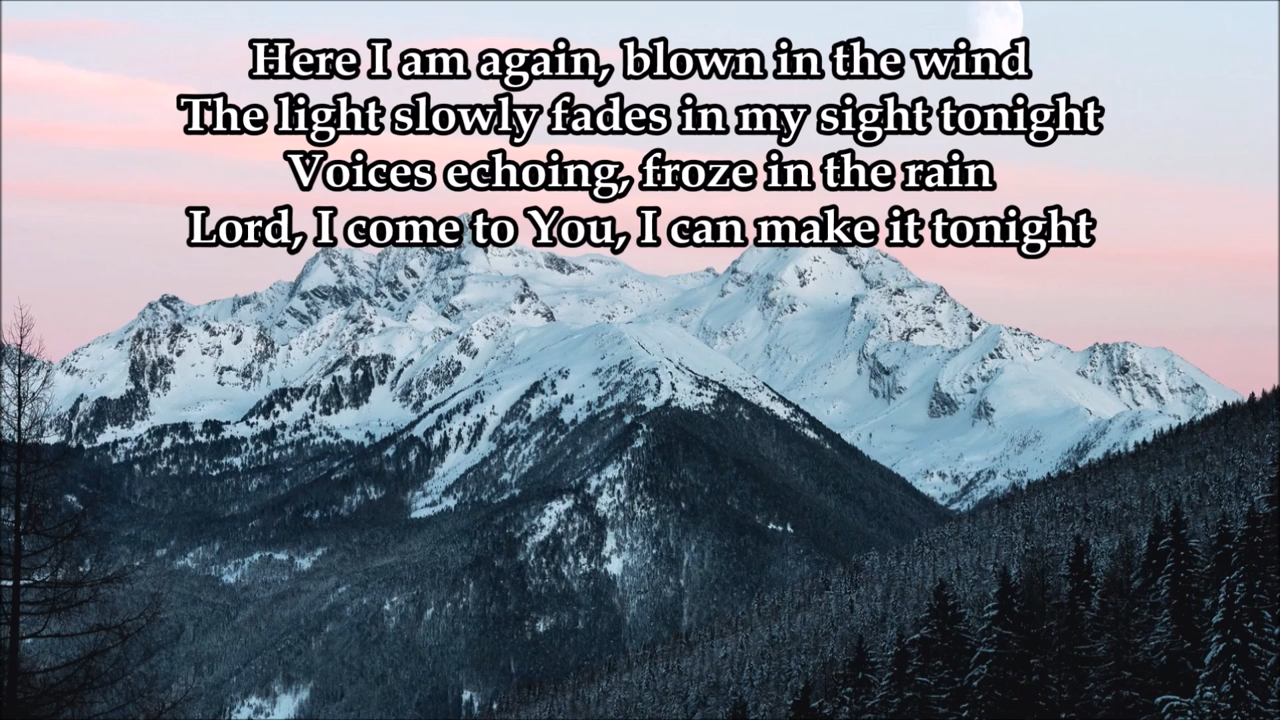 Here I am again, blown in the wind
The light slowly fades in my sight tonight
Voices echoing, froze in the rain
Lord, I come to You, I can make it tonight